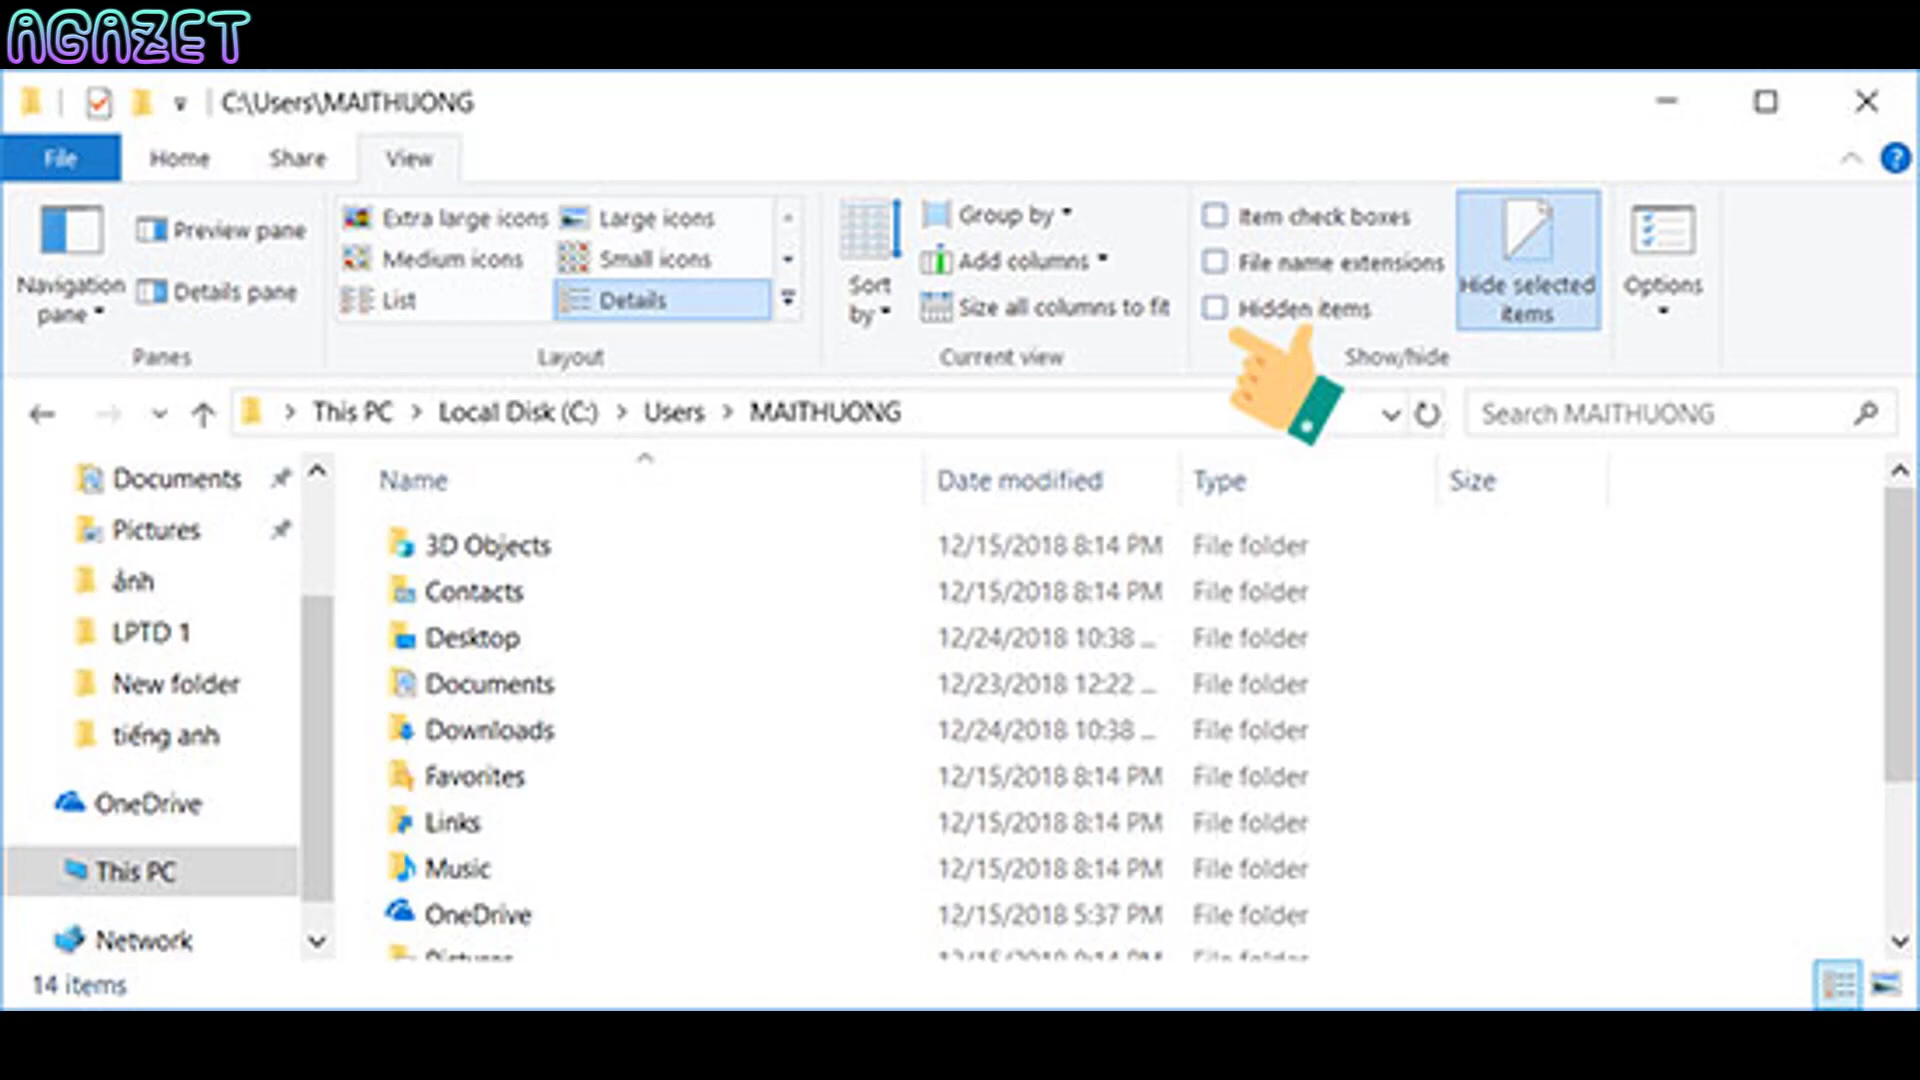 AGAZET
C:\Users\MAITHUONG
File Home Share View
Navigation pane
Preview pane
Details pane
Panes
Extra large icons Large icons
Medium icons Small icons
List Details
Layout
Sort by
Group by
Add columns
Size all columns to fit
Current view
Item check boxes
File name extensions
Hidden items
Hide selected items
Show/hide
Options
This PC > Local Disk (C:) > Users > MAITHUONG
Search MAITHUONG
Documents
Pictures
ảnh
LPTD 1
New folder
tiếng anh
OneDrive
This PC
Network
Name Date modified Type Size
3D Objects 12/15/2018 8:14 PM File folder
Contacts 12/15/2018 8:14 PM File folder
Desktop 12/24/2018 10:38 ... File folder
Documents 12/23/2018 12:22 ... File folder
Downloads 12/24/2018 10:38 ... File folder
Favorites 12/15/2018 8:14 PM File folder
Links 12/15/2018 8:14 PM File folder
Music 12/15/2018 8:14 PM File folder
OneDrive 12/15/2018 5:37 PM File folder
14 items